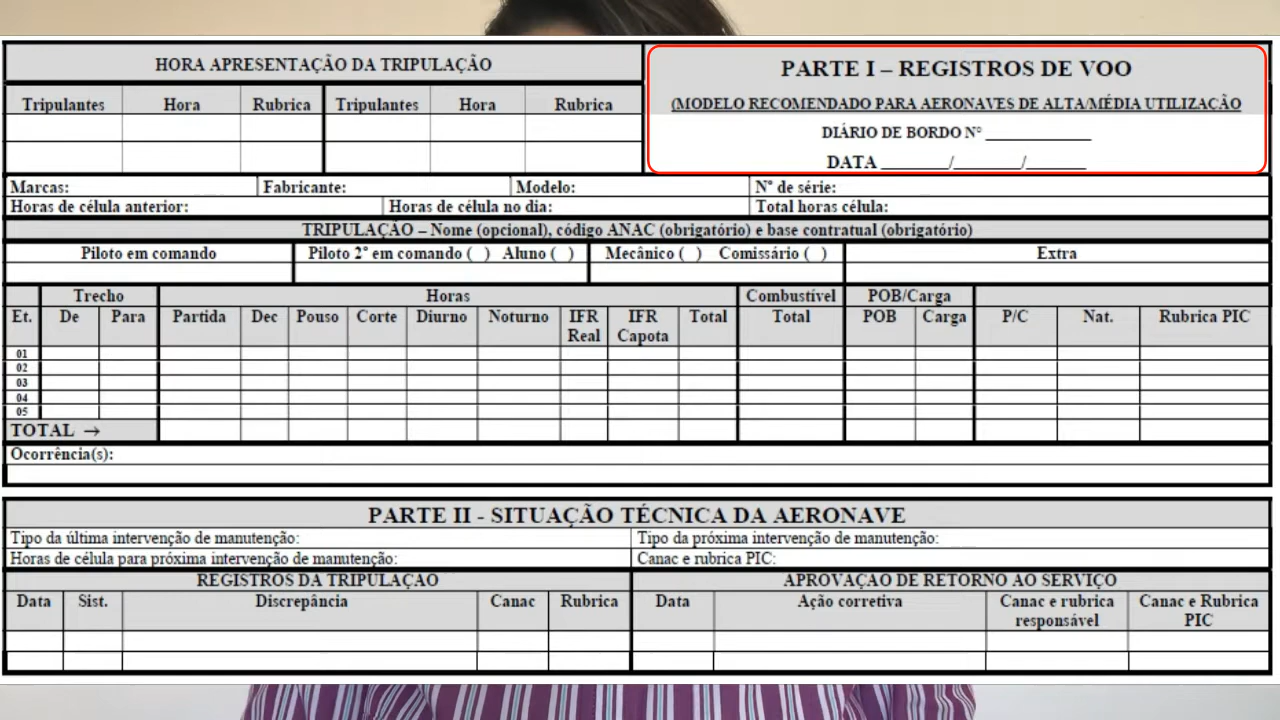 HORA APRESENTAÇÃO DA TRIPULAÇÃO
Tripulantes Hora Rubrica Tripulantes Hora Rubrica
PARTE I – REGISTROS DE VOO
(MODELO RECOMENDADO PARA AERONAVES DE ALTA/MÉDIA UTILIZAÇÃO
DIÁRIO DE BORDO N° ____________
DATA ________/________/_______
Marcas: Fabricante: Modelo: N° de série:
Horas de célula anterior: Horas de célula no dia: Total horas célula:
TRIPULAÇÃO – Nome (opcional), código ANAC (obrigatório) e base contratual (obrigatório)
Piloto em comando Piloto 2º em comando ( ) Aluno ( ) Mecânico ( ) Comissário ( ) Extra
Trecho Horas Combustível POB/Carga
Et. De Para Partida Dec Pouso Corte Diurno Noturno IFR Real IFR Capota Total Total POB Carga P/C Nat. Rubrica PIC
01
02
03
04
05
TOTAL →
Ocorrência(s):
PARTE II - SITUAÇÃO TÉCNICA DA AERONAVE
Tipo da última intervenção de manutenção: Tipo da próxima intervenção de manutenção:
Horas de célula para próxima intervenção de manutenção: Canac e rubrica PIC:
REGISTROS DA TRIPULAÇÃO APROVAÇÃO DE RETORNO AO SERVIÇO
Data Sist. Discrepância Canac Rubrica Data Ação corretiva Canac e rubrica responsável Canac e Rubrica PIC